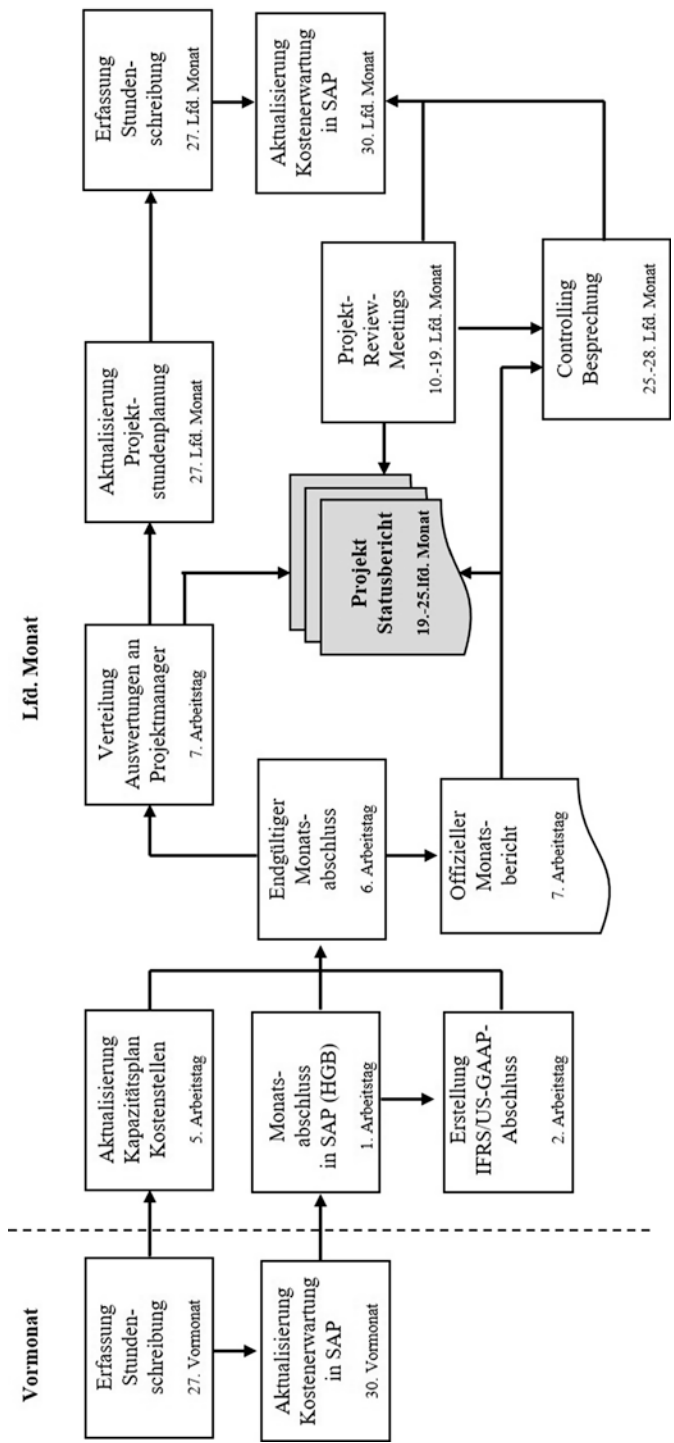 Vormonat
Lfd. Monat
Erfassung
Stunden-
schreibung
27. Vormonat
Aktualisierung
Kostenerwartung
in SAP
30. Vormonat
Aktualisierung
Kapazitätsplan
Kostenstellen
5. Arbeitstag
Monats-
abschluss
in SAP (HGB)
1. Arbeitstag
Erstellung
IFRS/US-GAAP-
Abschluss
2. Arbeitstag
Endgültiger
Monats-
abschluss
6. Arbeitstag
Verteilung
Auswertungen an
Projektmanager
7. Arbeitstag
Offizieller
Monats-
bericht
7. Arbeitstag
Projekt
Statusbericht
19.-25.lfd. Monat
Aktualisierung
Projekt-
stundenplanung
27. Lfd. Monat
Projekt-
Review-
Meetings
10.-19. Lfd. Monat
Controlling
Besprechung
25.-28. Lfd. Monat
Erfassung
Stunden-
schreibung
27. Lfd. Monat
Aktualisierung
Kostenerwartung
in SAP
30. Lfd. Monat